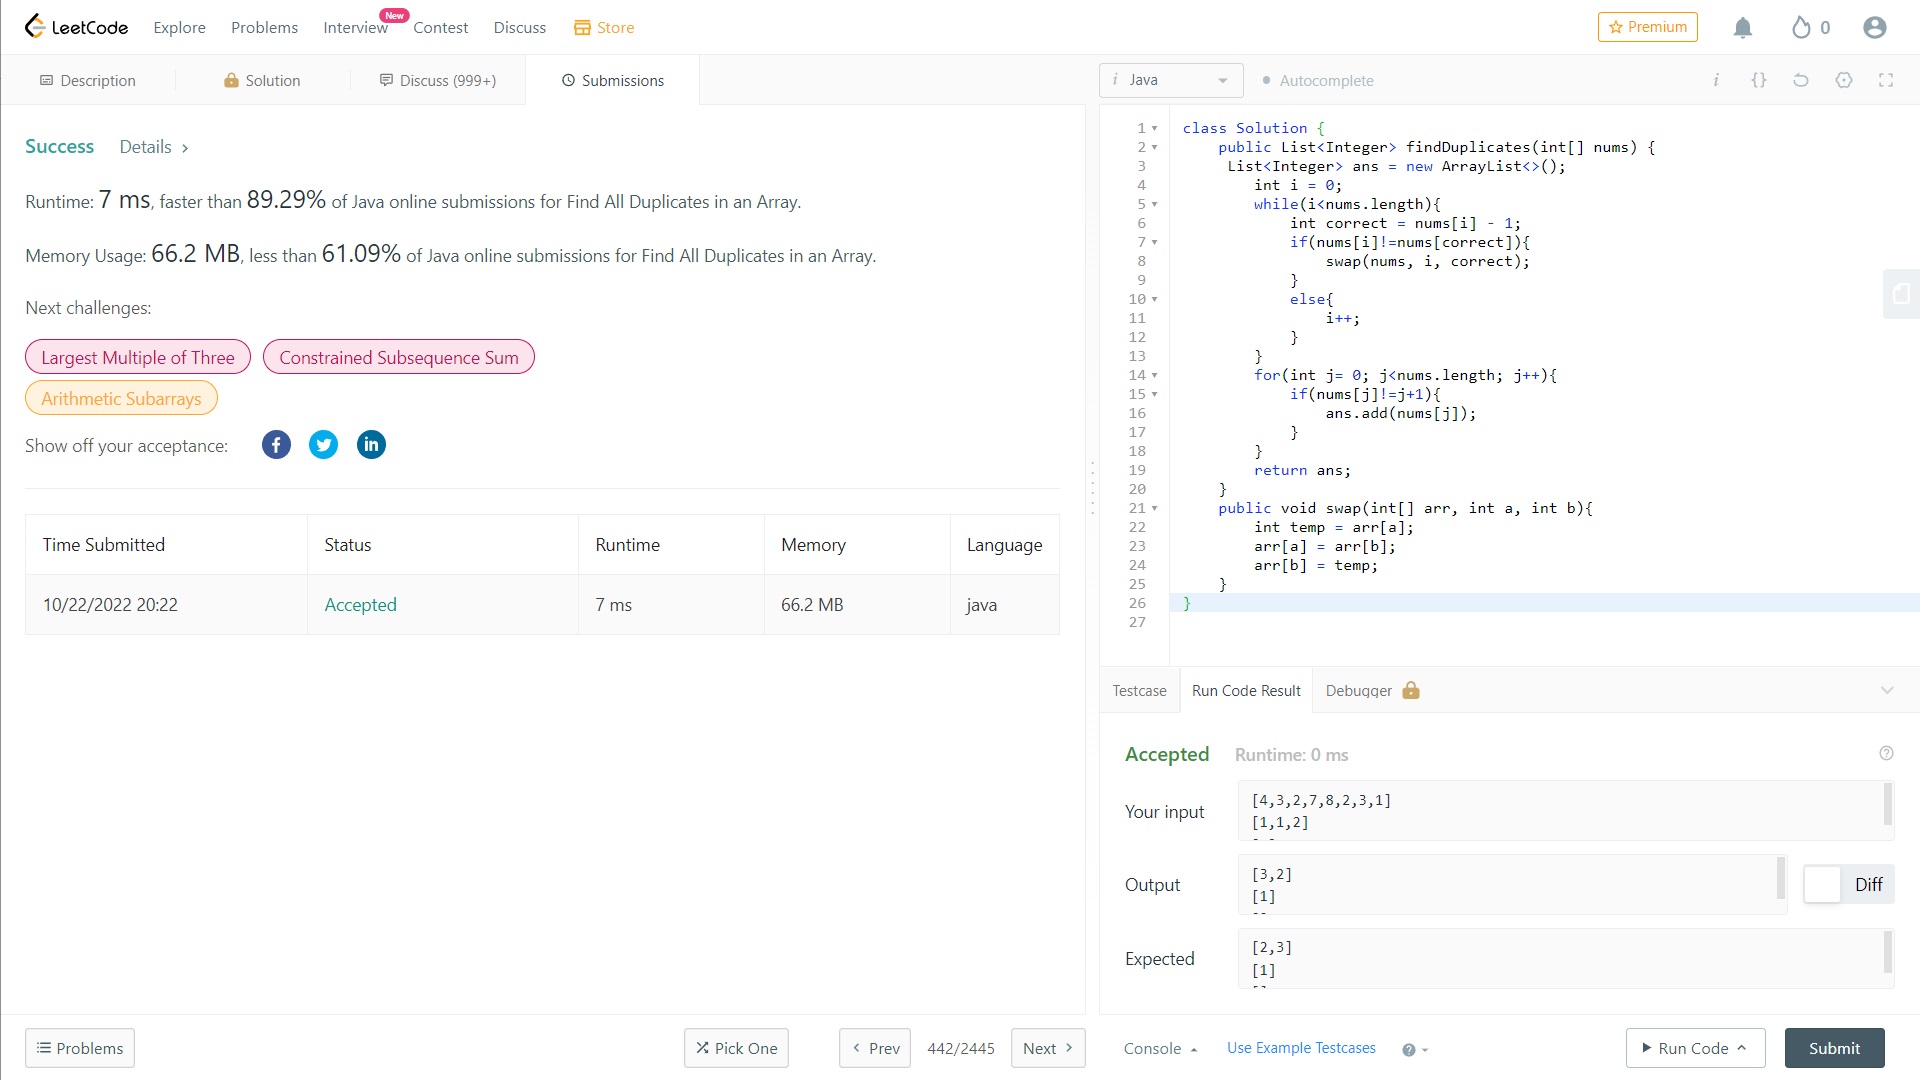 LeetCode Explore Problems Interview New Contest Discuss Store Premium 0
Description Solution Discuss (999+) Submissions
i Java Autocomplete i {}
Success Details >
Runtime: 7 ms, faster than 89.29% of Java online submissions for Find All Duplicates in an Array.
Memory Usage: 66.2 MB, less than 61.09% of Java online submissions for Find All Duplicates in an Array.
Next challenges:
Largest Multiple of Three Constrained Subsequence Sum
Arithmetic Subarrays
Show off your acceptance:
Time Submitted Status Runtime Memory Language
10/22/2022 20:22 Accepted 7 ms 66.2 MB java
1 class Solution {
2 public List<Integer> findDuplicates(int[] nums) {
3 List<Integer> ans = new ArrayList<>();
4 int i = 0;
5 while(i<nums.length){
6 int correct = nums[i] - 1;
7 if(nums[i]!=nums[correct]){
8 swap(nums, i, correct);
9 }
10 else{
11 i++;
12 }
13 }
14 for(int j= 0; j<nums.length; j++){
15 if(nums[j]!=j+1){
16 ans.add(nums[j]);
17 }
18 }
19 return ans;
20 }
21 public void swap(int[] arr, int a, int b){
22 int temp = arr[a];
23 arr[a] = arr[b];
24 arr[b] = temp;
25 }
26 }
27
Testcase Run Code Result Debugger
Accepted Runtime: 0 ms
Your input
[4,3,2,7,8,2,3,1]
[1,1,2]
Output
[3,2]
[1]
Diff
Expected
[2,3]
[1]
Problems Pick One < Prev 442/2445 Next > Console Use Example Testcases Run Code Submit